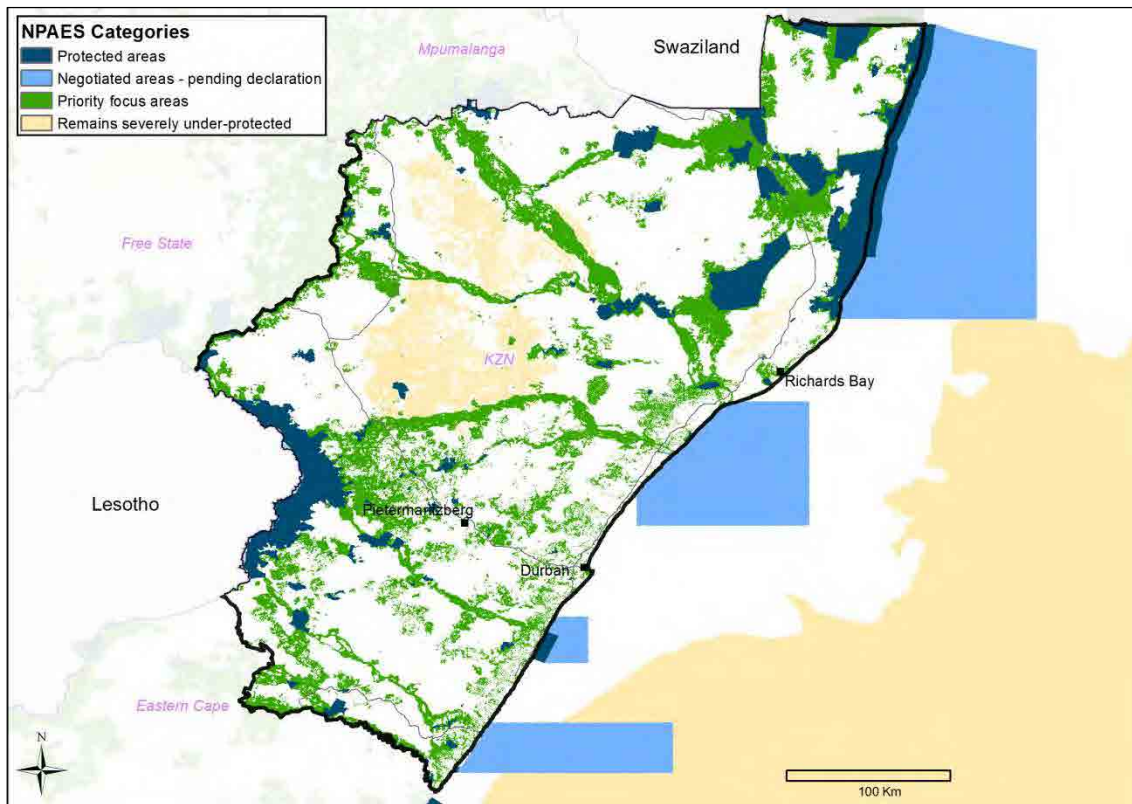 NPAES Categories
Protected areas
Negotiated areas - pending declaration
Priority focus areas
Remains severely under-protected
Mpumalanga
Swaziland
Free State
KZN
Richards Bay
Lesotho
Pietermaritzberg
Durban
Eastern Cape
N
100 Km